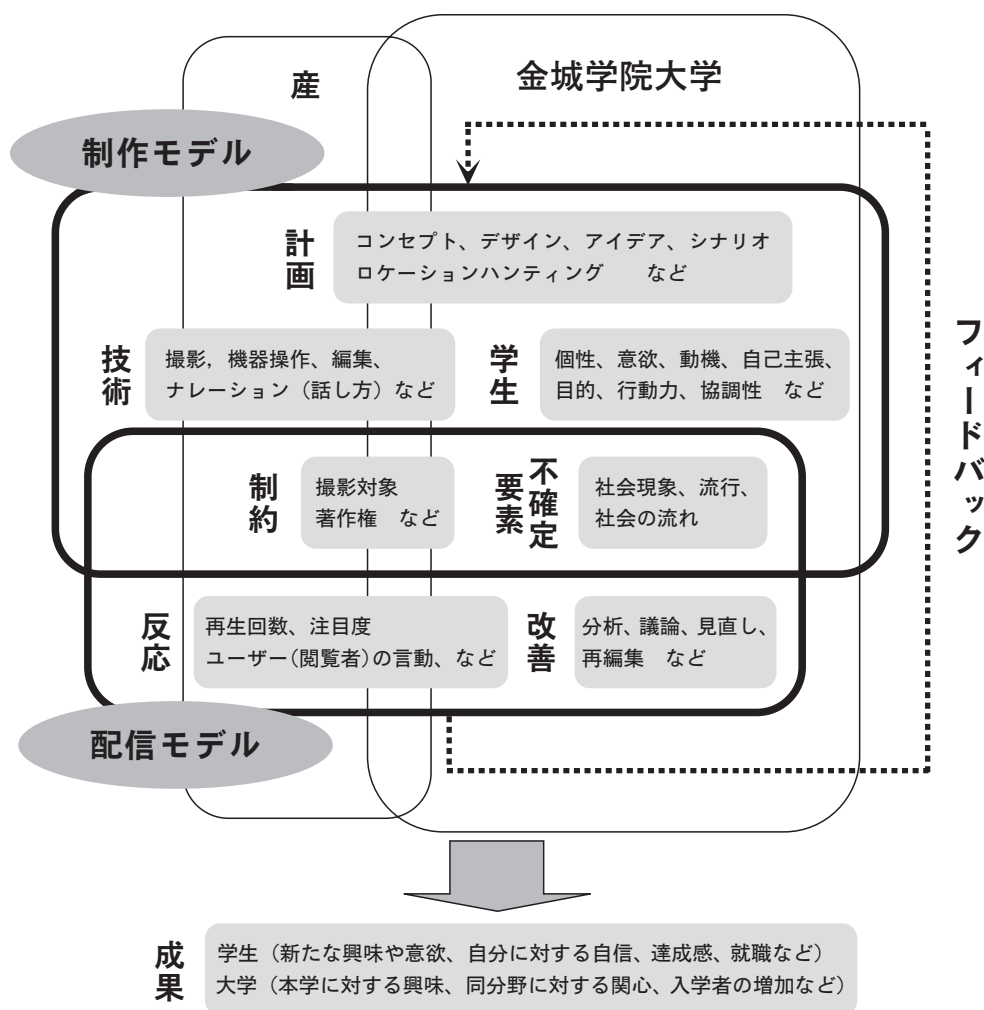 産
金城学院大学
制作モデル
計画
コンセプト、デザイン、アイデア、シナリオ
ロケーションハンティング　　など
技術
撮影，機器操作、編集、
ナレーション（話し方）など
学生
個性、意欲、動機、自己主張、
目的、行動力、協調性　など
制約
撮影対象
著作権　など
不確定
要素
社会現象、流行、
社会の流れ
反応
再生回数、注目度
ユーザー（閲覧者）の言動、など
改善
分析、議論、見直し、
再編集　など
配信モデル
フィードバック
成果
学生（新たな興味や意欲、自分に対する自信、達成感、就職など）
大学（本学に対する興味、同分野に対する関心、入学者の増加など）